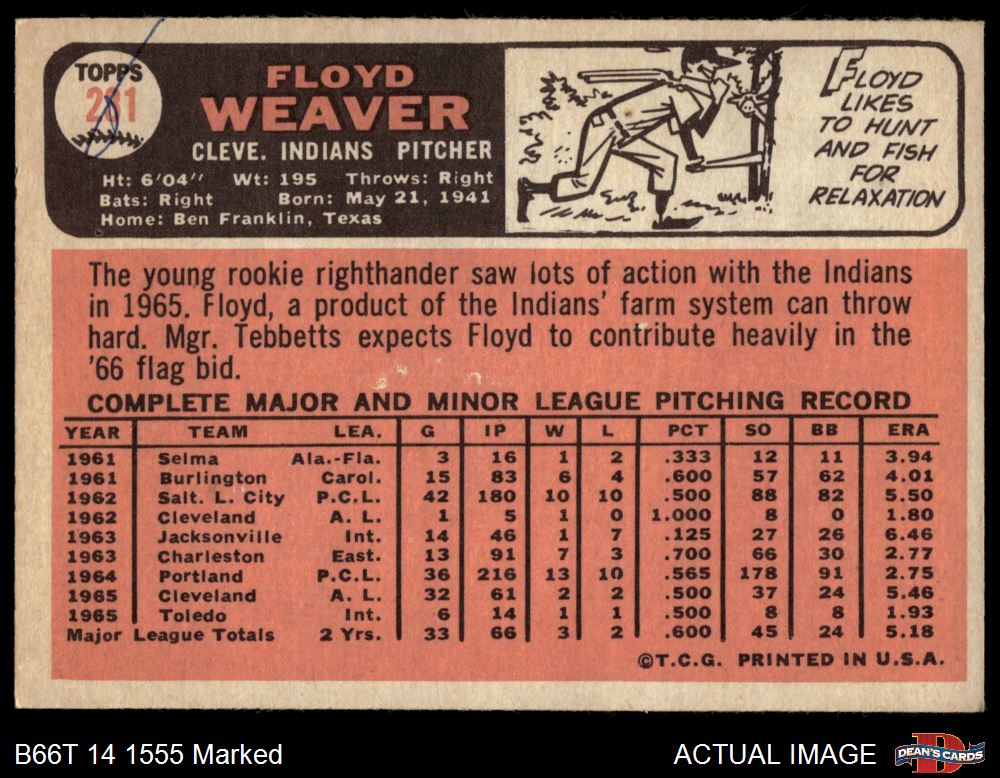 TOPPS
231
FLOYD
WEAVER
CLEVE. INDIANS PITCHER
Ht: 6'04" Wt: 195 Throws: Right
Bats: Right Born: May 21, 1941
Home: Ben Franklin, Texas
FLOYD
LIKES
TO HUNT
AND FISH
FOR
RELAXATION
The young rookie righthander saw lots of action with the Indians
in 1965. Floyd, a product of the Indians' farm system can throw
hard. Mgr. Tebbetts expects Floyd to contribute heavily in the
'66 flag bid.
COMPLETE MAJOR AND MINOR LEAGUE PITCHING RECORD
YEAR TEAM LEA. G IP W L PCT SO BB ERA
1961 Selma Ala.-Fla. 3 16 1 2 .333 12 11 3.94
1961 Burlington Carol. 15 83 6 4 .600 57 62 4.01
1962 Salt. L. City P.C.L. 42 180 10 10 .500 88 82 5.50
1962 Cleveland A. L. 1 5 1 0 1.000 8 0 1.80
1963 Jacksonville Int. 14 46 1 7 .125 27 26 6.46
1963 Charleston East. 13 91 7 3 .700 66 30 2.77
1964 Portland P.C.L. 36 216 13 10 .565 178 91 2.75
1965 Cleveland A. L. 32 61 2 2 .500 37 24 5.46
1965 Toledo Int. 6 14 1 1 .500 8 8 1.93
Major League Totals 2 Yrs. 33 66 3 2 .600 45 24 5.18
©T.C.G. PRINTED IN U.S.A.
B66T 14 1555 Marked
ACTUAL IMAGE
DEAN'S CARDS